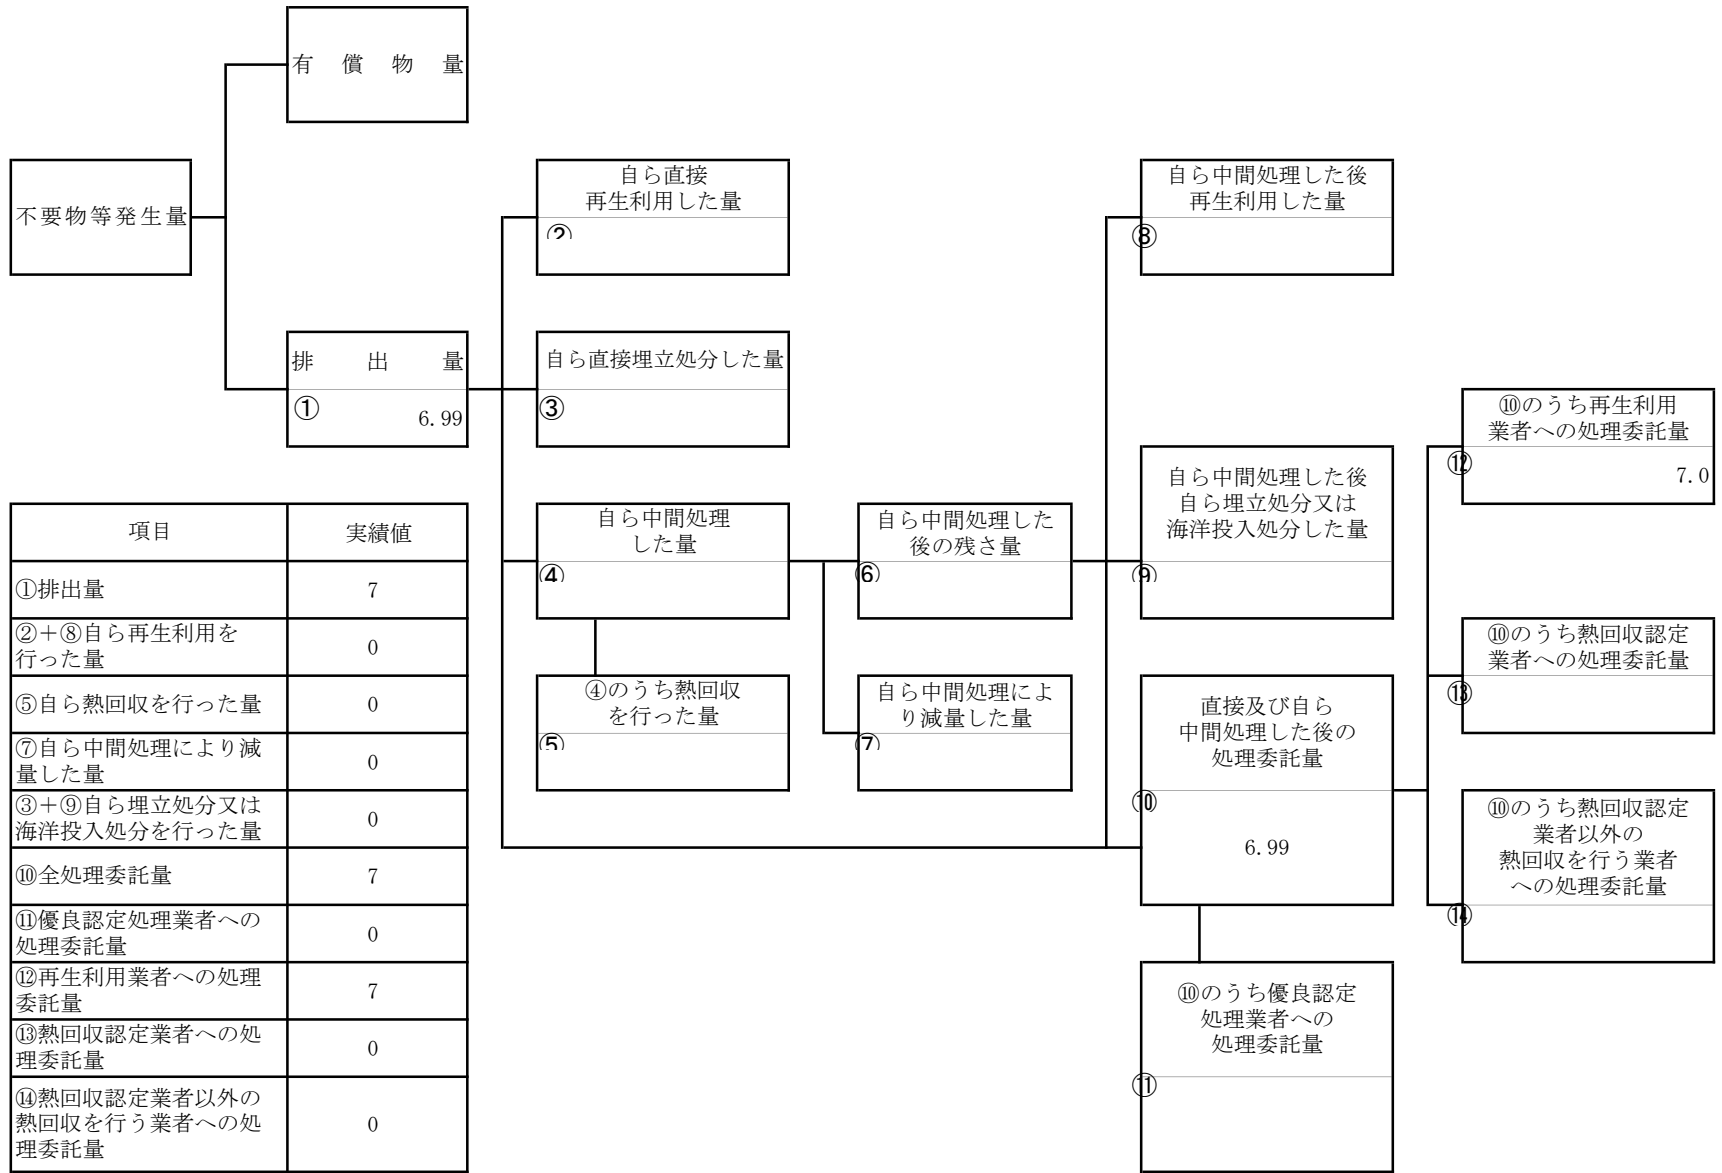 有償物量
不要物等発生量
排出量
①
6.99
自ら直接
再生利用した量
②
自ら直接埋立処分した量
③
自ら中間処理
した量
④
④のうち熱回収
を行った量
⑤
自ら中間処理した
後の残さ量
⑥
自ら中間処理によ
り減量した量
⑦
自ら中間処理した後
再生利用した量
⑧
自ら中間処理した後
自ら埋立処分又は
海洋投入処分した量
⑨
直接及び自ら
中間処理した後の
処理委託量
⑩
6.99
⑩のうち優良認定
処理業者への
処理委託量
⑪
⑩のうち再生利用
業者への処理委託量
⑫
7.0
⑩のうち熱回収認定
業者への処理委託量
⑬
⑩のうち熱回収認定
業者以外の
熱回収を行う業者
への処理委託量
⑭
項目 実績値
①排出量 7
②＋⑧自ら再生利用を
行った量 0
⑤自ら熱回収を行った量 0
⑦自ら中間処理により減
量した量 0
③＋⑨自ら埋立処分又は
海洋投入処分を行った量 0
⑩全処理委託量 7
⑪優良認定処理業者への
処理委託量 0
⑫再生利用業者への処理
委託量 7
⑬熱回収認定業者への処
理委託量 0
⑭熱回収認定業者以外の
熱回収を行う業者への処
理委託量 0